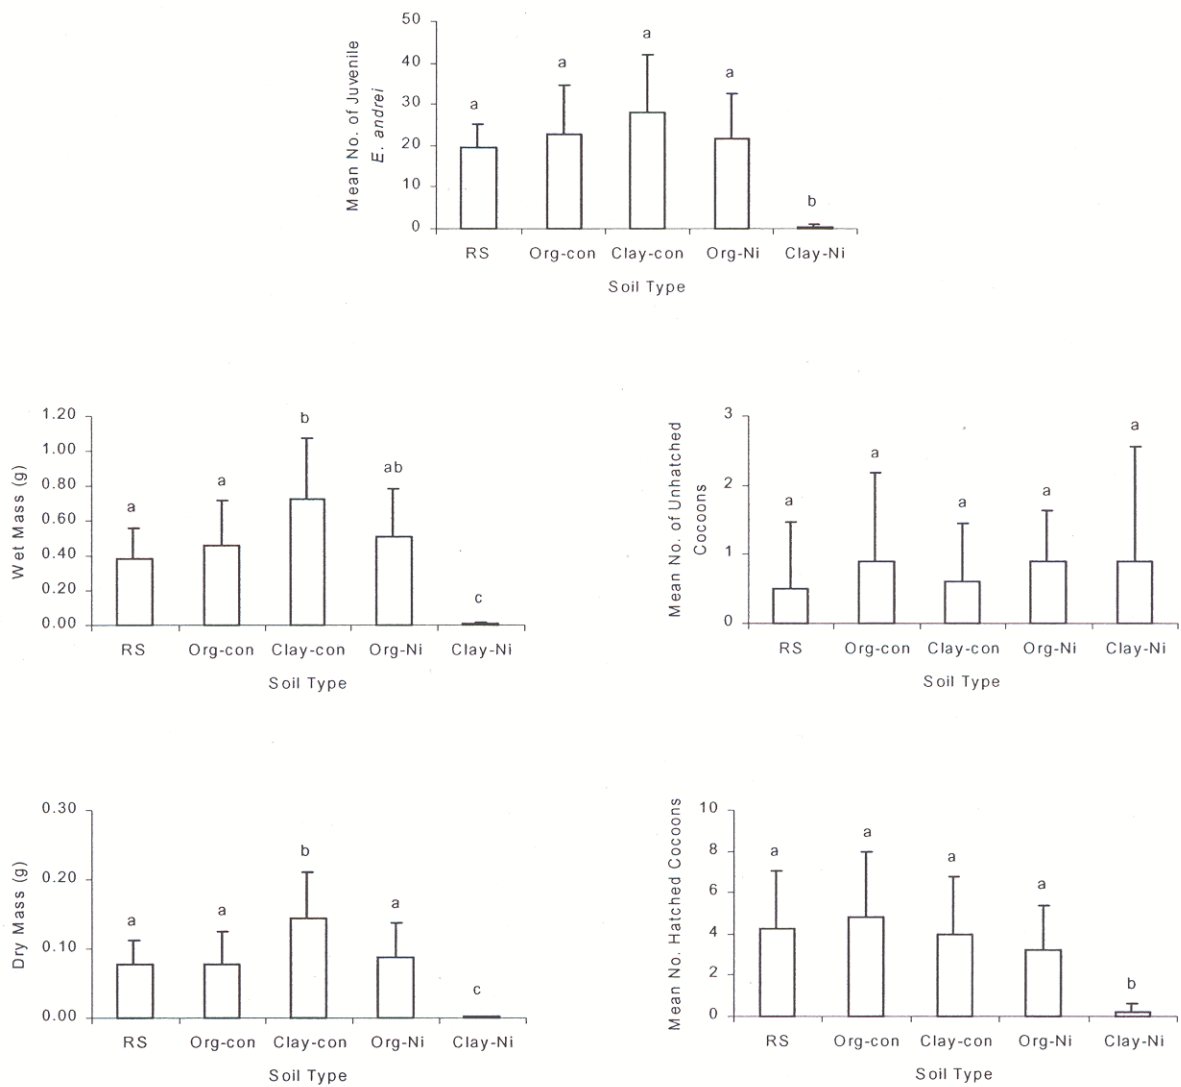 50
40
30
20
10
0
Mean No. of Juvenile
E. andrei
a
a
a
a
b
RS Org-con Clay-con Org-Ni Clay-Ni
Soil Type
1.20
1.00
0.80
0.60
0.40
0.20
0.00
Wet Mass (g)
a
a
b
ab
c
RS Org-con Clay-con Org-Ni Clay-Ni
Soil Type
3
2
1
0
Mean No. of Unhatched
Cocoons
a
a
a
a
a
RS Org-con Clay-con Org-Ni Clay-Ni
Soil Type
0.30
0.20
0.10
0.00
Dry Mass (g)
a
a
b
a
c
RS Org-con Clay-con Org-Ni Clay-Ni
Soil Type
10
8
6
4
2
0
Mean No. Hatched Cocoons
a
a
a
a
b
RS Org-con Clay-con Org-Ni Clay-Ni
Soil Type